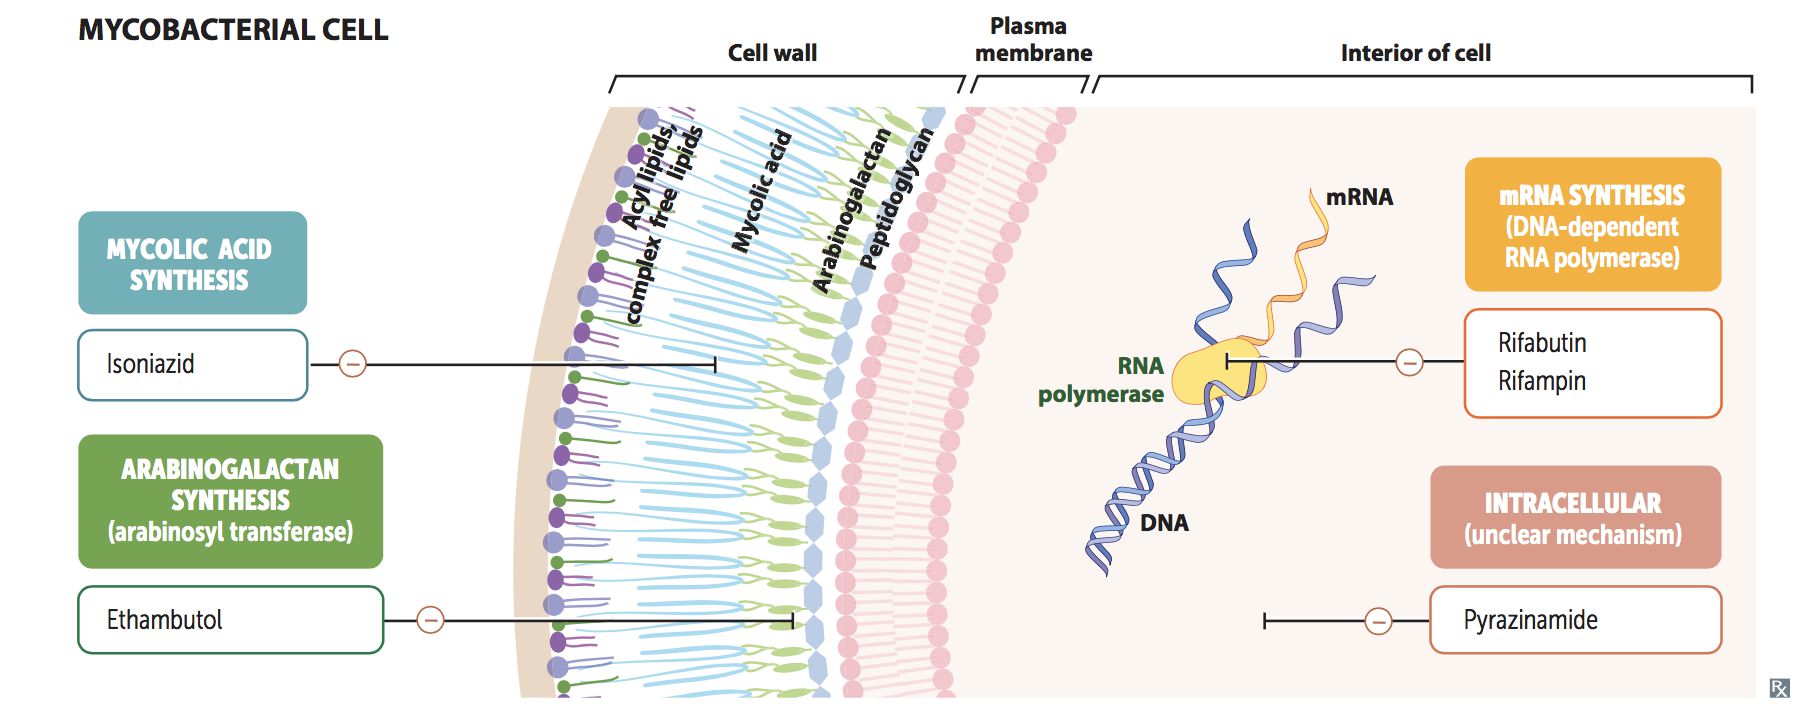 MYCOBACTERIAL CELL
Cell wall
Plasma
membrane
Interior of cell
Acyl lipids,
complex free lipids
Mycolic acid
Arabinogalactan
Peptidoglycan
MYCOLIC ACID
SYNTHESIS
Isoniazid
ARABINOGALACTAN
SYNTHESIS
(arabinosyl transferase)
Ethambutol
mRNA
RNA
polymerase
DNA
mRNA SYNTHESIS
(DNA-dependent
RNA polymerase)
Rifabutin
Rifampin
INTRACELLULAR
(unclear mechanism)
Pyrazinamide
Rx